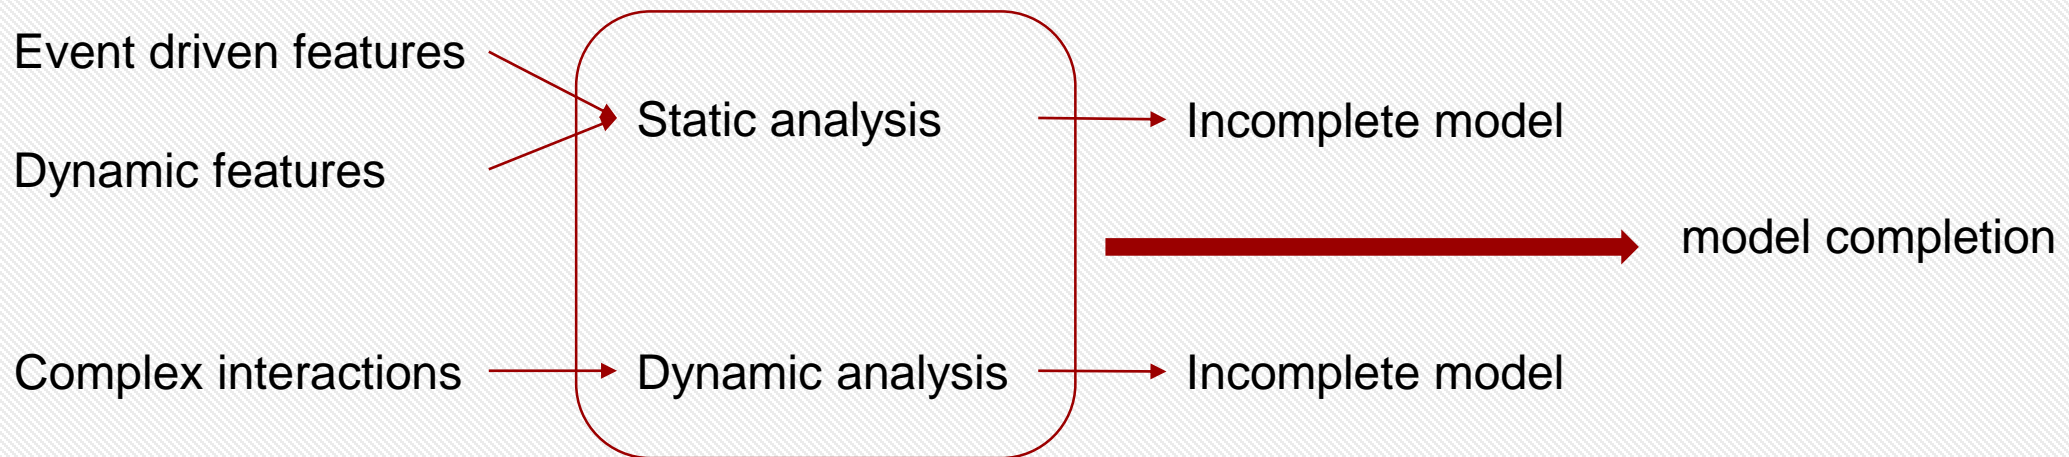 Event driven features
Static analysis
Incomplete model
Dynamic features
model completion
Complex interactions
Dynamic analysis
Incomplete model